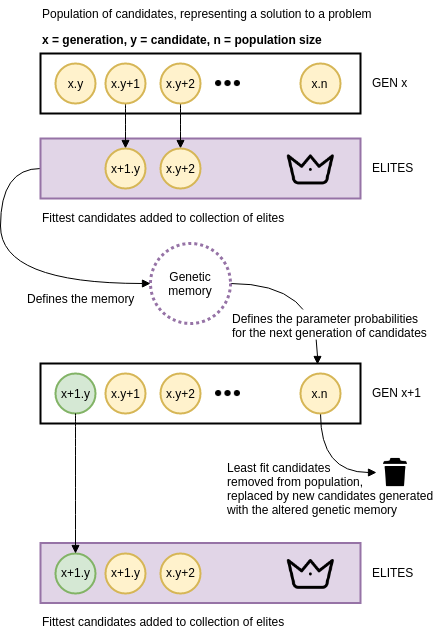 Population of candidates, representing a solution to a problem
x = generation, y = candidate, n = population size
x.y x.y+1 x.y+2 x.n GEN x
x+1.y x.y+2 ELITES
Fittest candidates added to collection of elites
Genetic
memory
Defines the memory
Defines the parameter probabilities
for the next generation of candidates
x+1.y x.y+1 x.y+2 x.n GEN x+1
Least fit candidates
removed from population,
replaced by new candidates generated
with the altered genetic memory
x+1.y x+1.y x.y+2 ELITES
Fittest candidates added to collection of elites